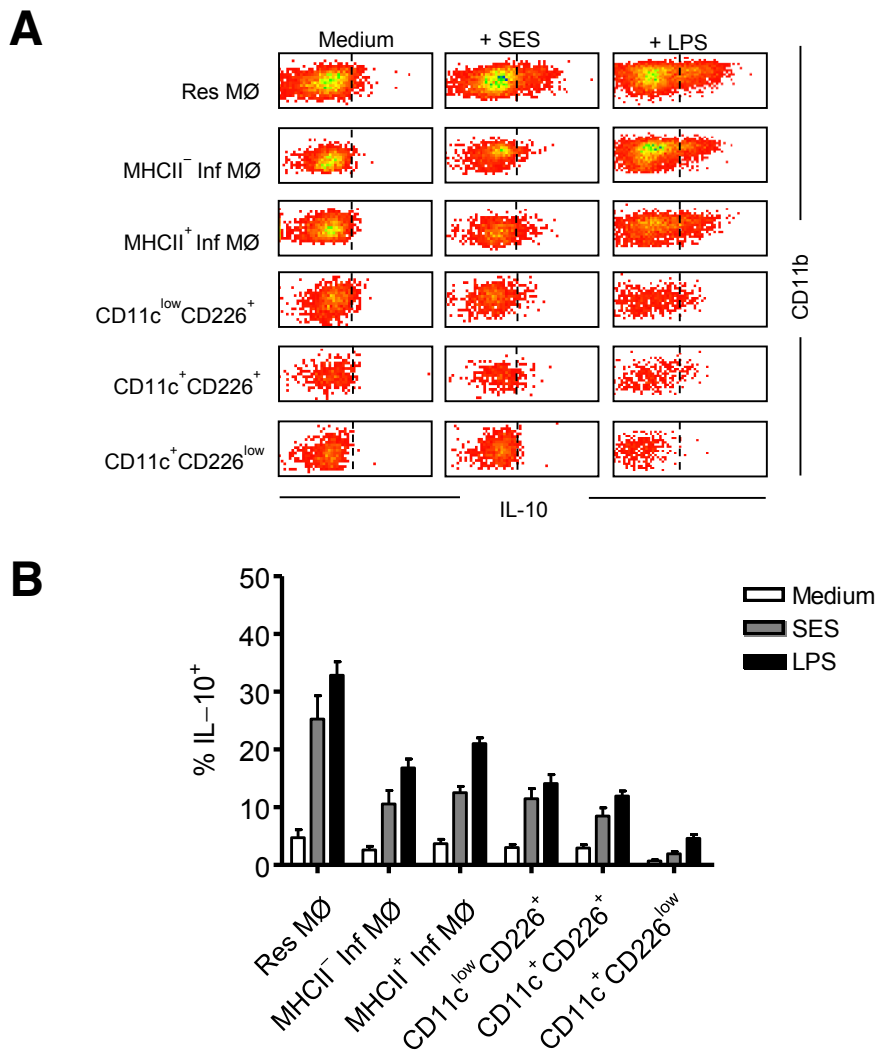 A
Medium
+ SES
+ LPS
Res MØ
MHCII⁻ Inf MØ
MHCII⁺ Inf MØ
CD11c^low CD226⁺
CD11c⁺CD226⁺
CD11c⁺CD226^low
CD11b
IL-10
B
50
40
30
20
10
0
% IL–10⁺
Medium
SES
LPS
Res MØ
MHCII⁻ Inf MØ
MHCII⁺ Inf MØ
CD11c^low CD226⁺
CD11c⁺ CD226⁺
CD11c⁺ CD226^low